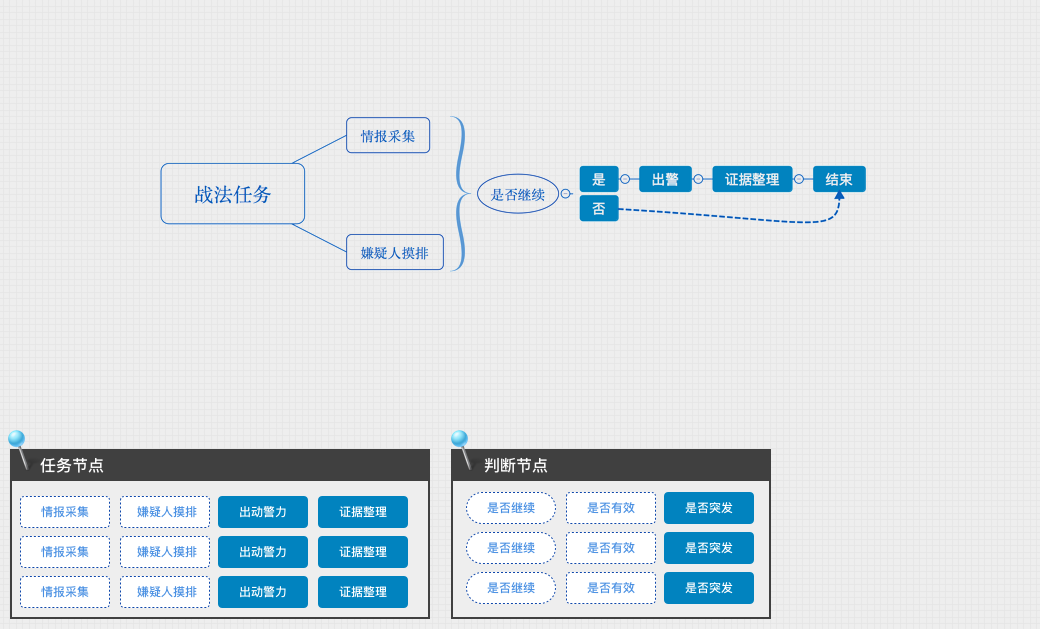 战法任务
情报采集
嫌疑人摸排
是否继续
是 出警 证据整理 结束
否
任务节点
情报采集 嫌疑人摸排 出动警力 证据整理
情报采集 嫌疑人摸排 出动警力 证据整理
情报采集 嫌疑人摸排 出动警力 证据整理
判断节点
是否继续 是否有效 是否突发
是否继续 是否有效 是否突发
是否继续 是否有效 是否突发